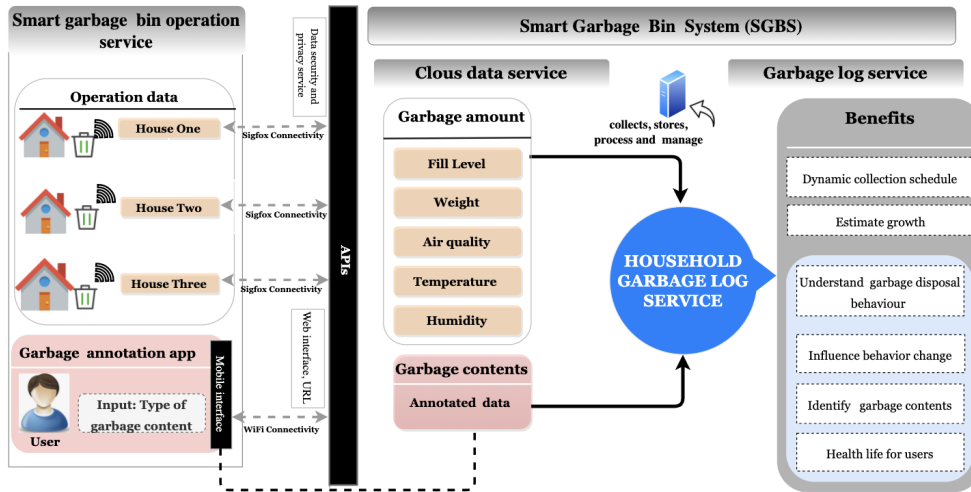 Smart garbage bin operation
service
Operation data
House One
House Two
House Three
Sigfox Connectivity
Sigfox Connectivity
Sigfox Connectivity
Garbage annotation app
User
Input: Type of
garbage content
Mobile interface
WiFi Connectivity
Data security and
privacy service
Web interface, URL
APIs
Smart Garbage Bin System (SGBS)
Clous data service
Garbage amount
Fill Level
Weight
Air quality
Temperature
Humidity
Garbage contents
Annotated data
collects, stores,
process and manage
HOUSEHOLD
GARBAGE LOG
SERVICE
Garbage log service
Benefits
Dynamic collection schedule
Estimate growth
Understand garbage disposal
behaviour
Influence behavior change
Identify garbage contents
Health life for users